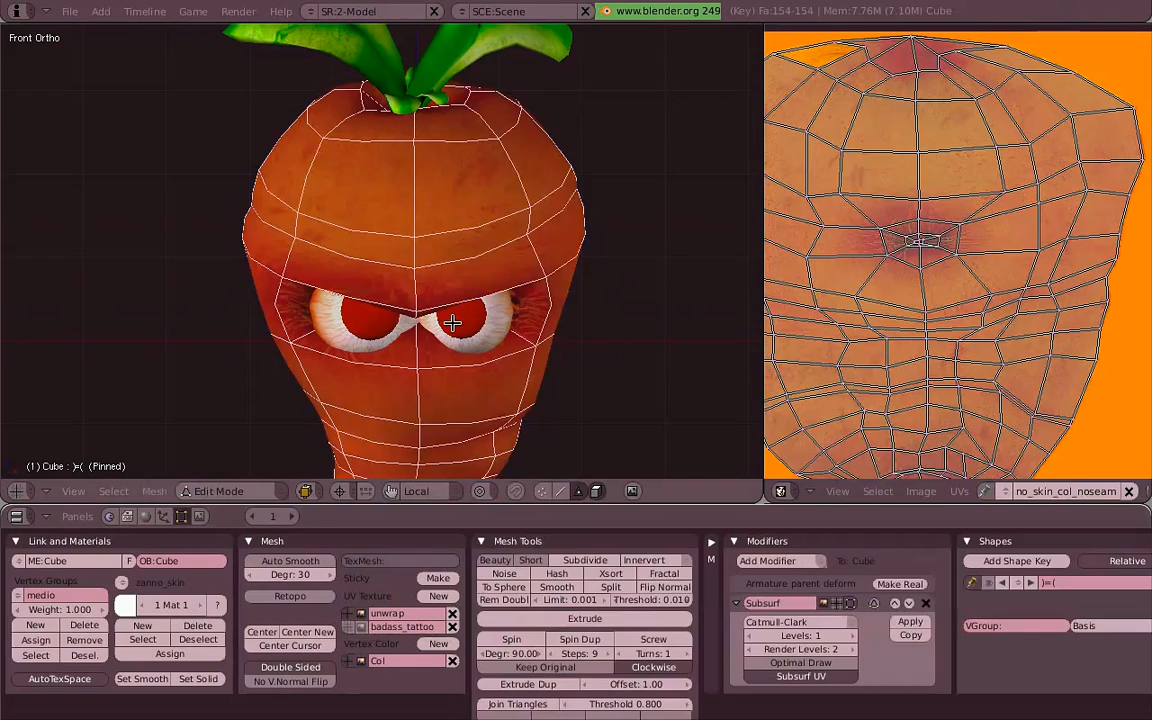 File Add Timeline Game Render Help SR:2-Model SCE:Scene www.blender.org 249 (Key) Fa:154-154 | Mem:7.76M (7.10M) Cube
Front Ortho
(1) Cube : )=( (Pinned)
View Select Mesh Edit Mode Local View Select Image UVs no_skin_col_noseam
Panels 1
Link and Materials Mesh Mesh Tools Modifiers Shapes
ME:Cube F OB:Cube
Vertex Groups zanno_skin
medio
Weight: 1.000 1 Mat 1 ?
New Delete New Delete
Assign Remove Select Deselect
Select Desel. Assign
AutoTexSpace Set Smooth Set Solid
Auto Smooth TexMesh:
Degr: 30 Sticky Make
Retopo UV Texture New
unwrap
Center Center New badass_tattoo
Center Cursor Vertex Color New
Double Sided Col
No V.Normal Flip
Beauty Short Subdivide Innervert
Noise Hash Xsort Fractal
To Sphere Smooth Split Flip Normal
Rem Doubl Limit: 0.001 Threshold: 0.010
Extrude
Spin Spin Dup Screw
Degr: 90.00 Steps: 9 Turns: 1
Keep Original Clockwise
Extrude Dup Offset: 1.00
Join Triangles Threshold 0.800
M
Add Modifier To: Cube
Armature parent deform Make Real
Subsurf
Catmull-Clark Apply
Levels: 1 Copy
Render Levels: 2
Optimal Draw
Subsurf UV
Add Shape Key Relative
)=(
VGroup: Basis